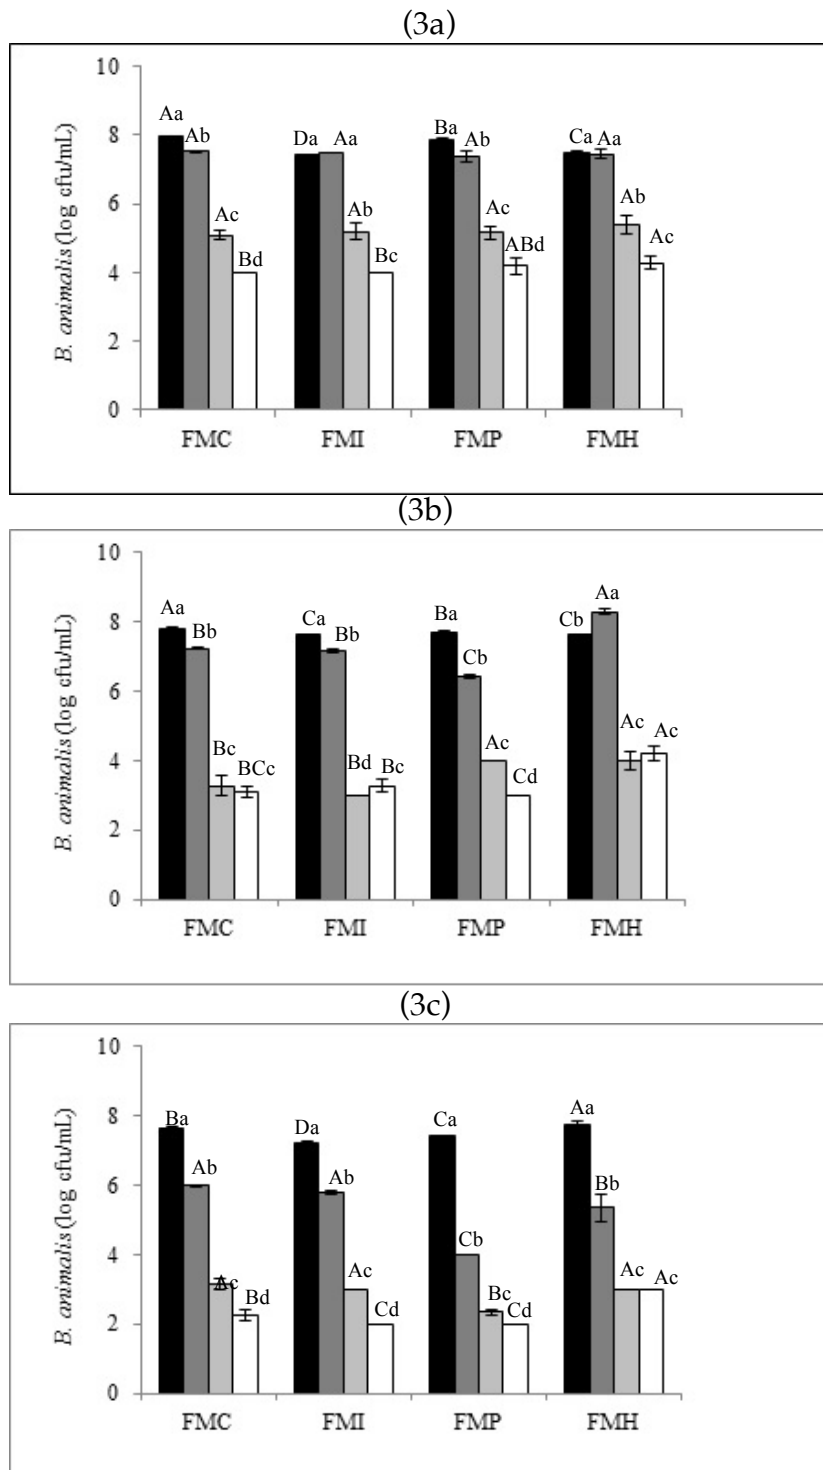 (3a)
B. animalis (log cfu/mL)
10
8
6
4
2
0
Aa
Ab
Ac
Bd
Da
Aa
Ab
Bc
Ba
Ab
Ac
ABd
Ca
Aa
Ab
Ac
FMC
FMI
FMP
FMH
(3b)
B. animalis (log cfu/mL)
10
8
6
4
2
0
Aa
Bb
Bc
BCc
Ca
Bb
Bd
Bc
Ba
Cb
Ac
Cd
Cb
Aa
Ac
Ac
FMC
FMI
FMP
FMH
(3c)
B. animalis (log cfu/mL)
10
8
6
4
2
0
Ba
Ab
Ac
Bd
Da
Ab
Ac
Cd
Ca
Cb
Bc
Cd
Aa
Bb
Ac
Ac
FMC
FMI
FMP
FMH